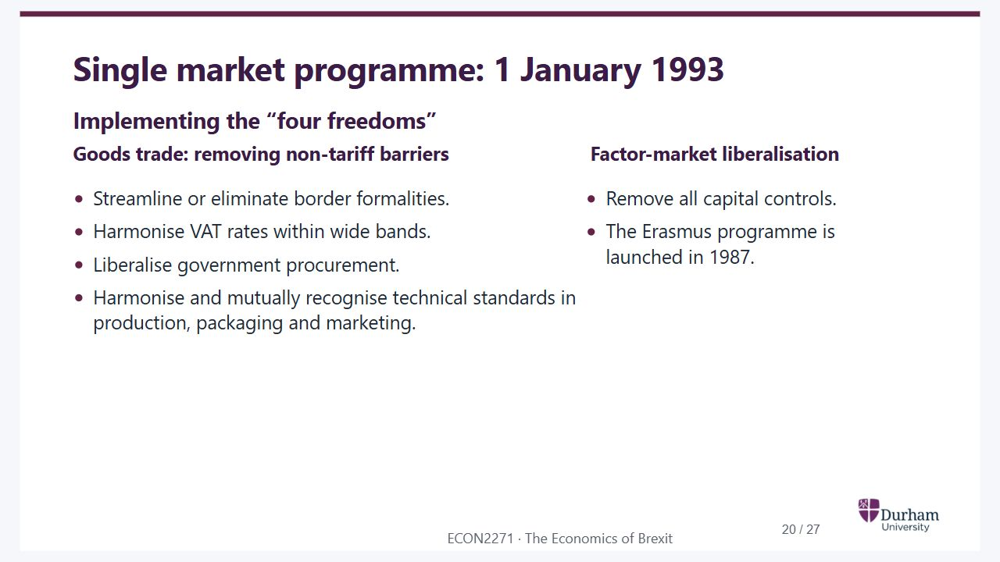 Single market programme: 1 January 1993
Implementing the “four freedoms”
Goods trade: removing non-tariff barriers
Streamline or eliminate border formalities.
Harmonise VAT rates within wide bands.
Liberalise government procurement.
Harmonise and mutually recognise technical standards in
production, packaging and marketing.
Factor-market liberalisation
Remove all capital controls.
The Erasmus programme is
launched in 1987.
ECON2271 · The Economics of Brexit
20 / 27
Durham
University